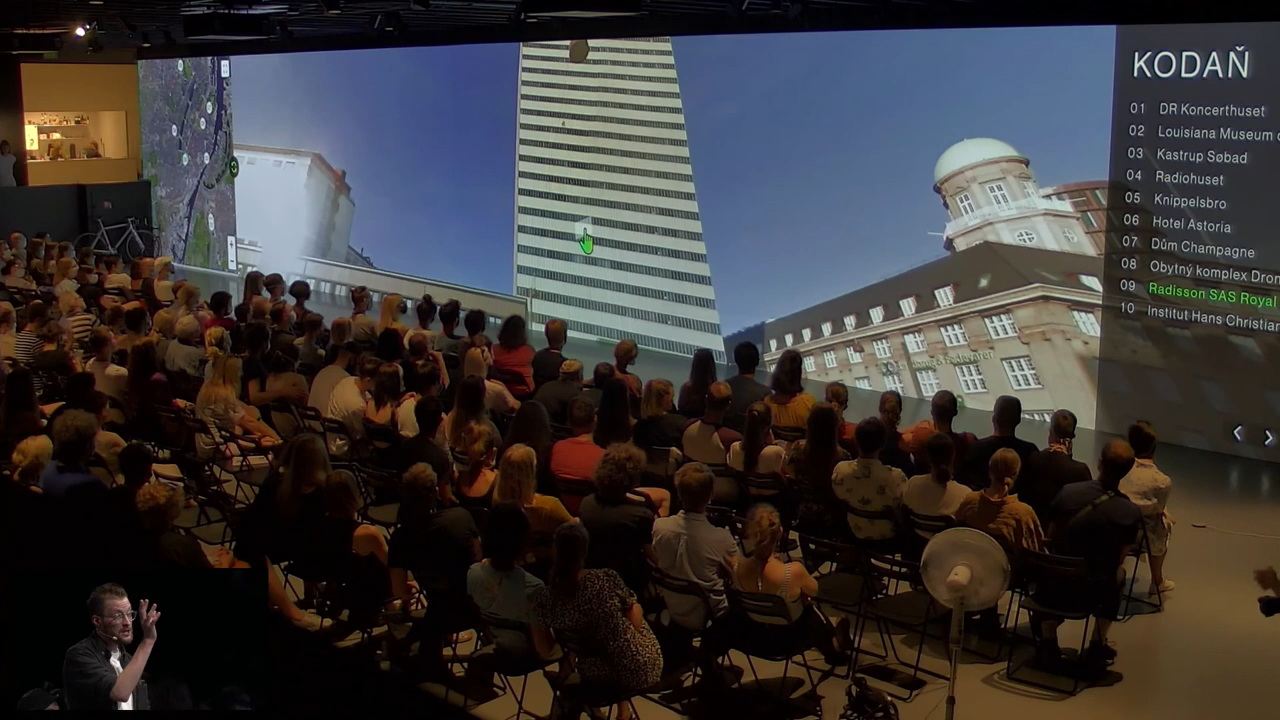 KODAŇ
01 DR Koncerthuset
02 Louisiana Museum
03 Kastrup Søbad
04 Radiohuset
05 Knippelsbro
06 Hotel Astoria
07 Dům Champagne
08 Obytný komplex Dron
09 Radisson SAS Royal
10 Institut Hans Christian